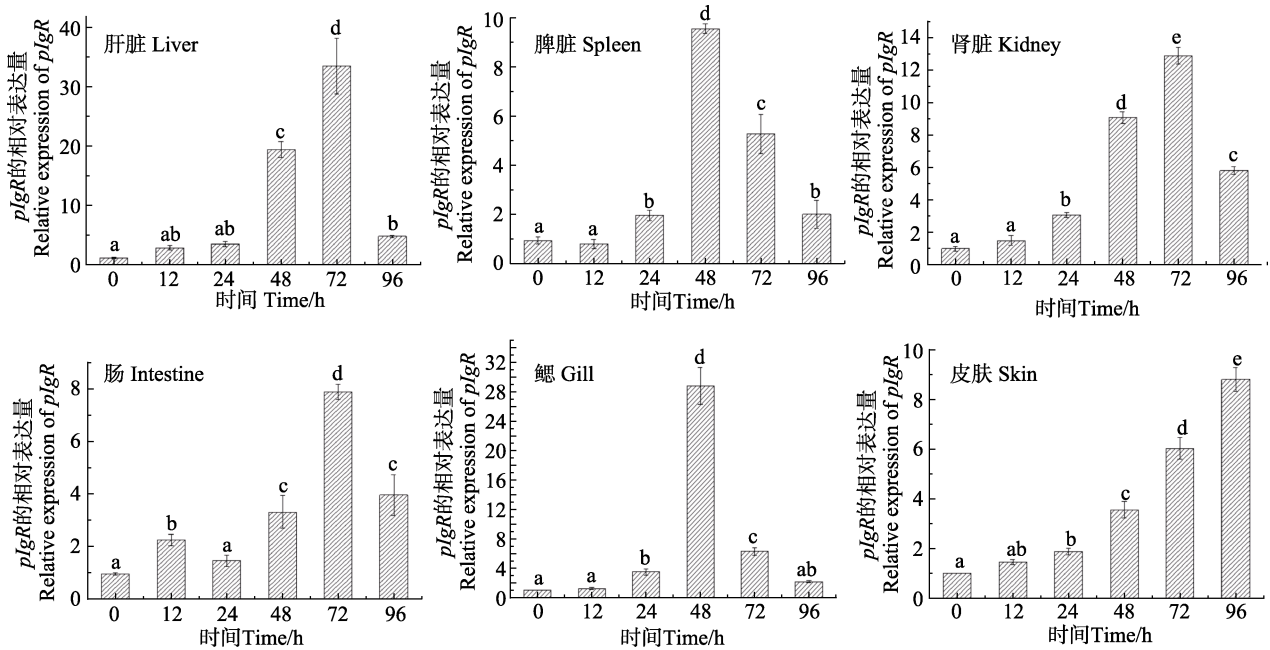 肝脏 Liver
pIgR的相对表达量
Relative expression of pIgR
40
30
20
10
0
a
ab
ab
c
d
b
0 12 24 48 72 96
时间 Time/h
脾脏 Spleen
pIgR的相对表达量
Relative expression of pIgR
10
8
6
4
2
0
a
a
b
d
c
b
0 12 24 48 72 96
时间Time/h
肾脏 Kidney
pIgR的相对表达量
Relative expression of pIgR
14
12
10
8
6
4
2
0
a
a
b
d
e
c
0 12 24 48 72 96
时间Time/h
肠 Intestine
pIgR的相对表达量
Relative expression of pIgR
8
6
4
2
0
a
b
a
c
d
c
0 12 24 48 72 96
时间Time/h
鳃 Gill
pIgR的相对表达量
Relative expression of pIgR
32
28
24
20
16
12
8
4
0
a
a
b
d
c
ab
0 12 24 48 72 96
时间Time/h
皮肤 Skin
pIgR的相对表达量
Relative expression of pIgR
10
8
6
4
2
0
a
ab
b
c
d
e
0 12 24 48 72 96
时间Time/h